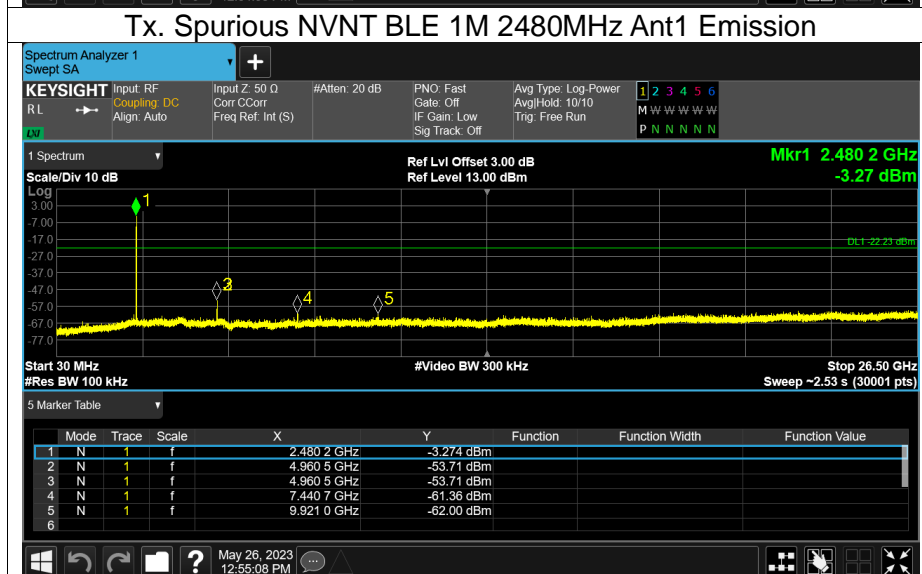 Tx. Spurious NVNT BLE 1M 2480MHz Ant1 Emission
Spectrum Analyzer 1
Swept SA
+
KEYSIGHT Input: RF Input Z: 50 Ω #Atten: 20 dB PNO: Fast Avg Type: Log-Power 1 2 3 4 5 6
RL Coupling: DC Corr CCorr Gate: Off Avg|Hold: 10/10 M W W W W W
Align: Auto Freq Ref: Int (S) IF Gain: Low Trig: Free Run
LXI Sig Track: Off P N N N N N
1 Spectrum Ref Lvl Offset 3.00 dB Mkr1 2.480 2 GHz
Scale/Div 10 dB Ref Level 13.00 dBm -3.27 dBm
Log
1
3.00
-7.00
-17.0
DL1 -22.23 dBm
-27.0
-37.0
-47.0
3
-57.0
4 5
-67.0
-77.0
Start 30 MHz #Video BW 300 kHz Stop 26.50 GHz
#Res BW 100 kHz Sweep ~2.53 s (30001 pts)
5 Marker Table
Mode Trace Scale X Y Function Function Width Function Value
1 N 1 f 2.480 2 GHz -3.274 dBm
2 N 1 f 4.960 5 GHz -53.71 dBm
3 N 1 f 4.960 5 GHz -53.71 dBm
4 N 1 f 7.440 7 GHz -61.36 dBm
5 N 1 f 9.921 0 GHz -62.00 dBm
6
? May 26, 2023
12:55:08 PM